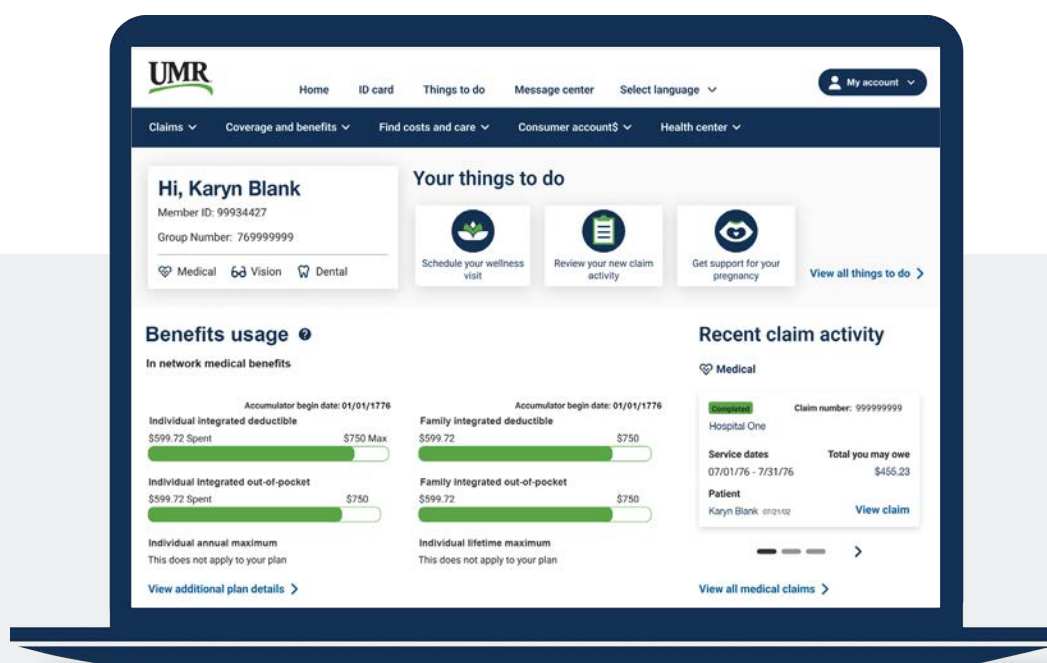 UMR
Home ID card Things to do Message center Select language
My account
Claims Coverage and benefits Find costs and care Consumer account$ Health center
Hi, Karyn Blank
Member ID: 99934427
Group Number: 769999999
Medical Vision Dental
Your things to do
Schedule your wellness
visit
Review your new claim
activity
Get support for your
pregnancy
View all things to do
Benefits usage ?
In network medical benefits
Accumulator begin date: 01/01/1776
Individual integrated deductible
$599.72 Spent $750 Max
Individual integrated out-of-pocket
$599.72 Spent $750
Individual annual maximum
This does not apply to your plan
View additional plan details
Accumulator begin date: 01/01/1776
Family integrated deductible
$599.72 $750
Family integrated out-of-pocket
$599.72 $750
Individual lifetime maximum
This does not apply to your plan
Recent claim activity
Medical
Completed Claim number: 999999999
Hospital One
Service dates Total you may owe
07/01/76 - 7/31/76 $455.23
Patient
Karyn Blank 07/21/02 View claim
View all medical claims